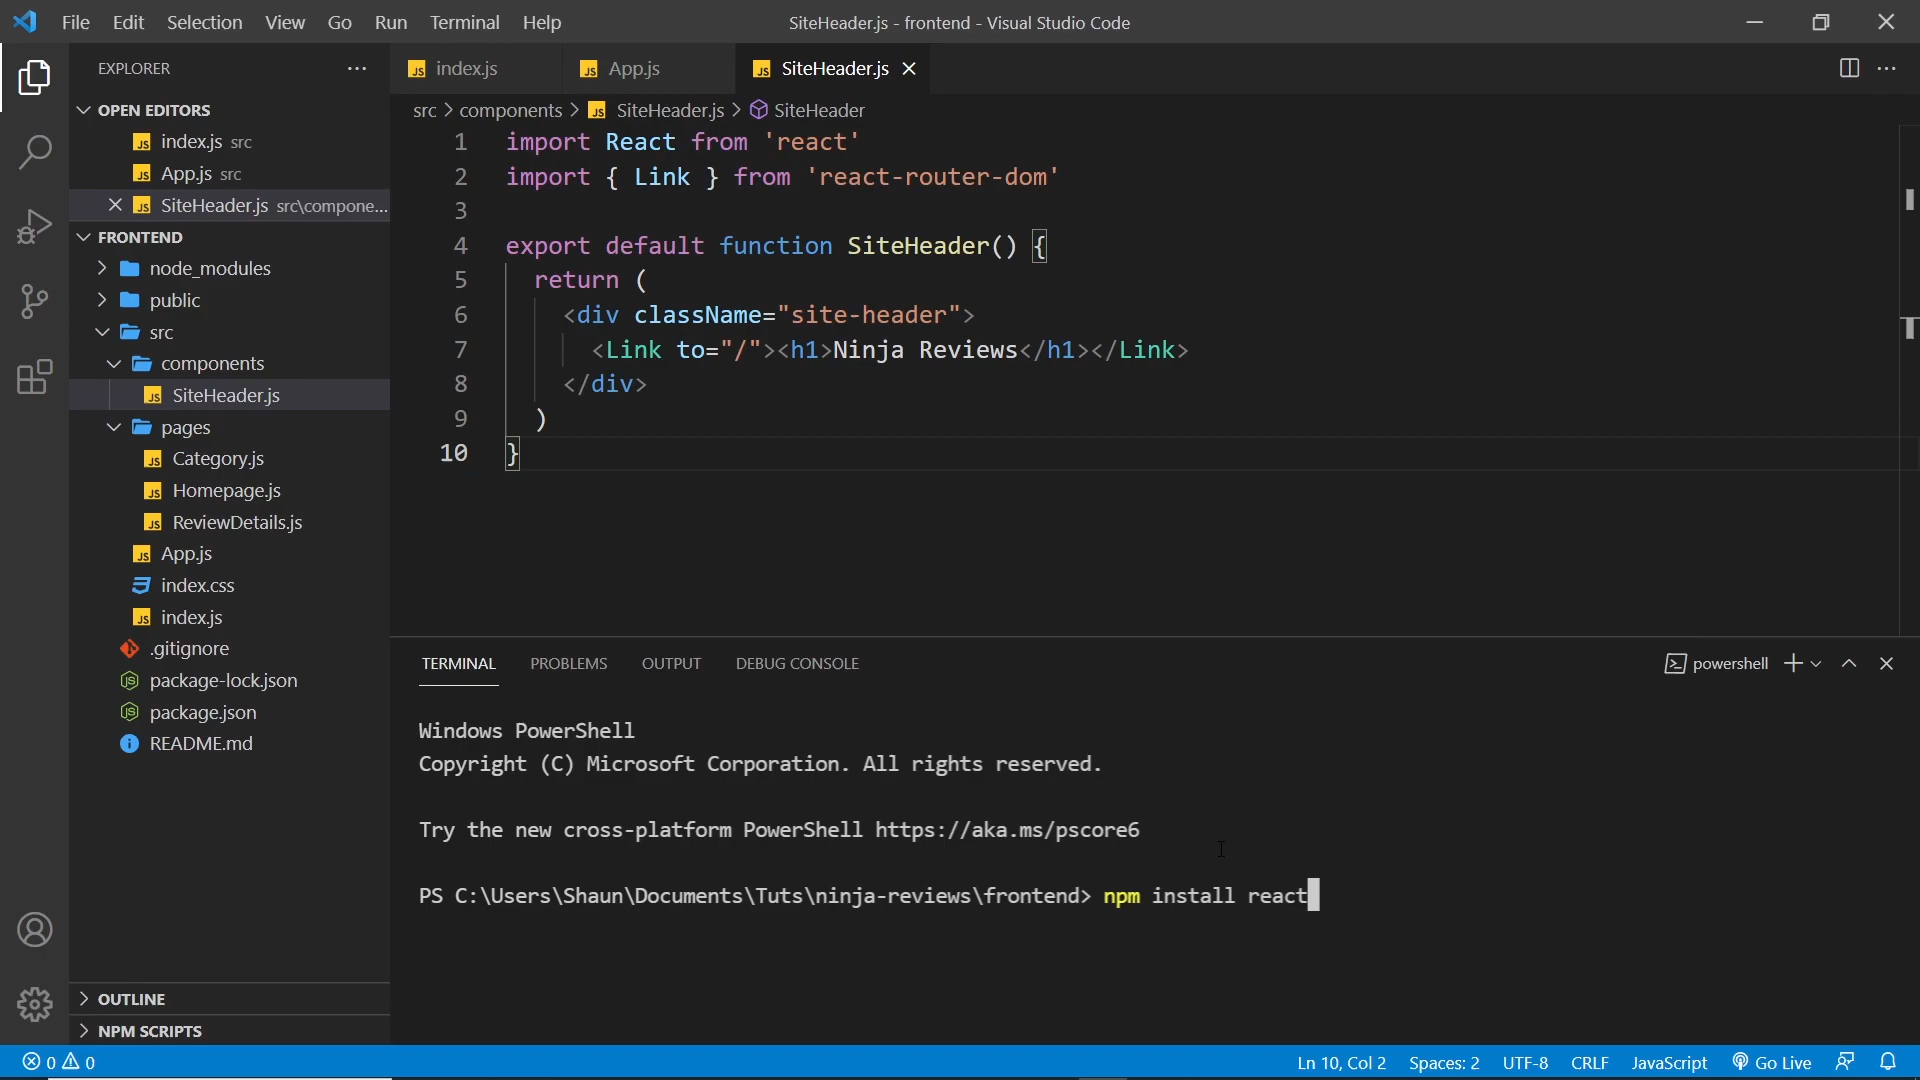 File Edit Selection View Go Run Terminal Help
SiteHeader.js - frontend - Visual Studio Code
EXPLORER
OPEN EDITORS
index.js src
App.js src
SiteHeader.js src\compone...
FRONTEND
node_modules
public
src
components
SiteHeader.js
pages
Category.js
Homepage.js
ReviewDetails.js
App.js
index.css
index.js
.gitignore
package-lock.json
package.json
README.md
OUTLINE
NPM SCRIPTS
index.js App.js SiteHeader.js
src > components > SiteHeader.js > SiteHeader
1 import React from 'react'
2 import { Link } from 'react-router-dom'
3
4 export default function SiteHeader() {
5 return (
6 <div className="site-header">
7 <Link to="/"><h1>Ninja Reviews</h1></Link>
8 </div>
9 )
10 }
TERMINAL PROBLEMS OUTPUT DEBUG CONSOLE
powershell
Windows PowerShell
Copyright (C) Microsoft Corporation. All rights reserved.
Try the new cross-platform PowerShell https://aka.ms/pscore6
PS C:\Users\Shaun\Documents\Tuts\ninja-reviews\frontend> npm install react
0 0
Ln 10, Col 2 Spaces: 2 UTF-8 CRLF JavaScript Go Live